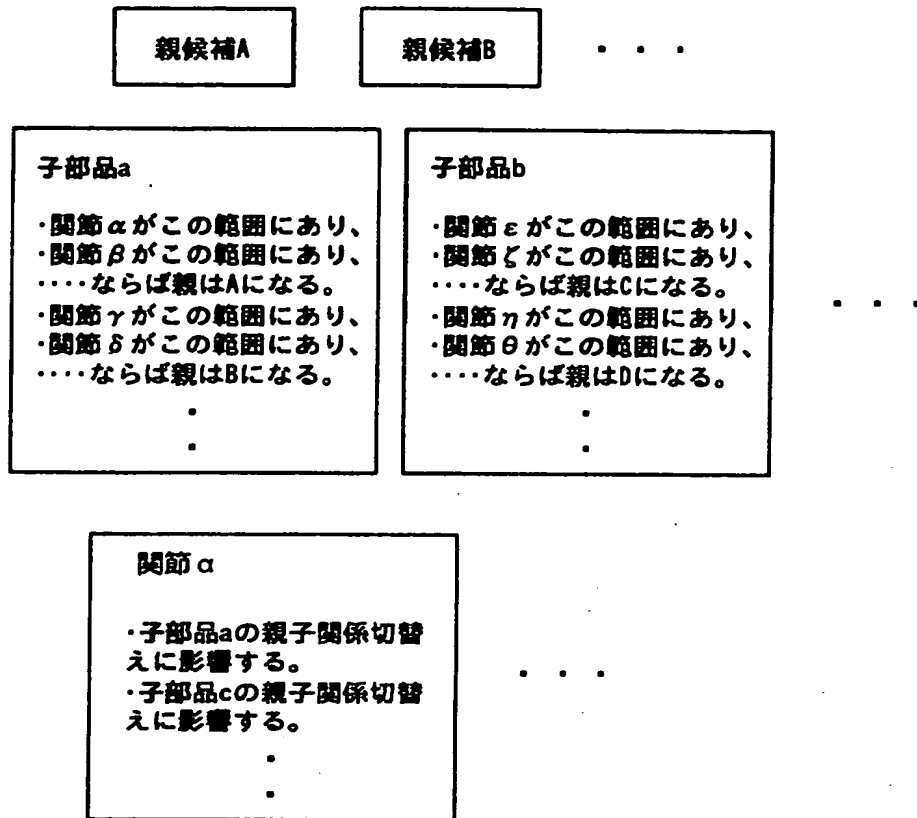 親候補A
親候補B
・・・
子部品a
・関節αがこの範囲にあり、
・関節βがこの範囲にあり、
····ならば親はAになる。
・関節γがこの範囲にあり、
・関節δがこの範囲にあり、
····ならば親はBになる。
・
・
子部品b
・関節εがこの範囲にあり、
・関節ζがこの範囲にあり、
····ならば親はCになる。
・関節ηがこの範囲にあり、
・関節θがこの範囲にあり、
····ならば親はDになる。
・
・
・・・
関節α
・子部品aの親子関係切替
えに影響する。
・子部品cの親子関係切替
えに影響する。
・
・
・・・